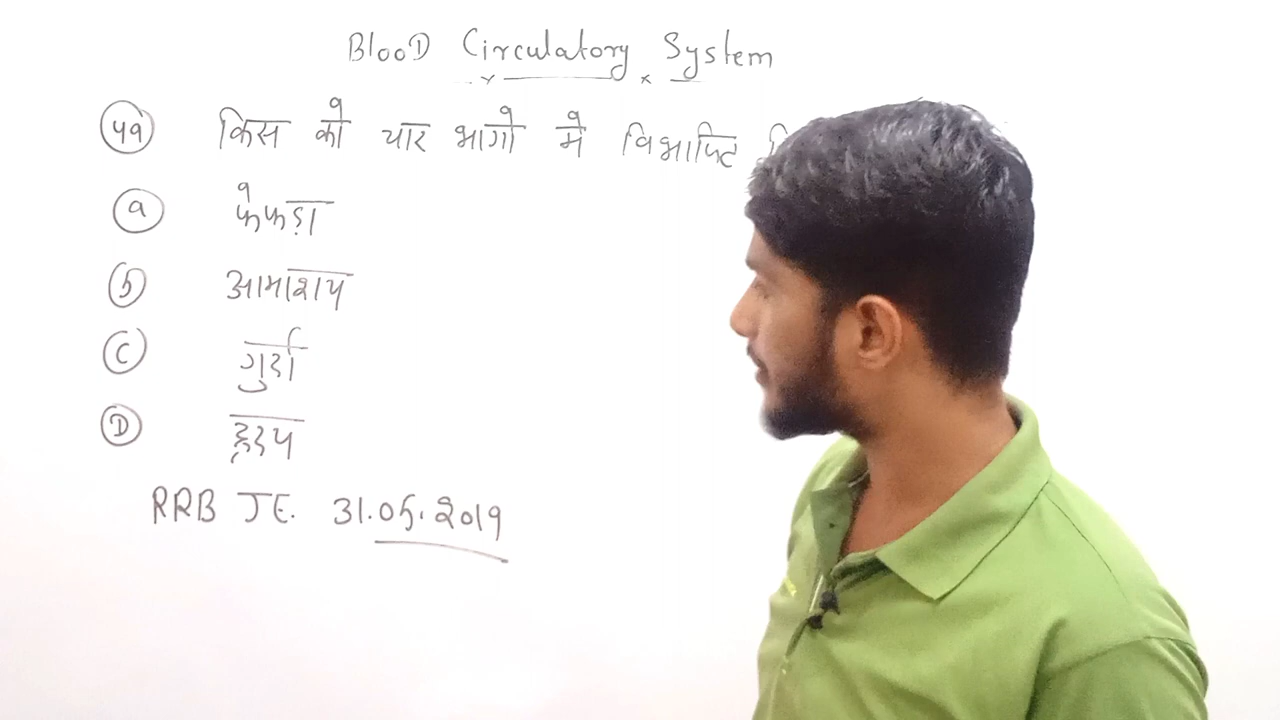 BlooD Circulatory System
49 किस को चार भागो मे विभाजित
a फेफड़ा
b आमाशय
C गुर्दा
D हृदय
RRB JE. 31.05.2019